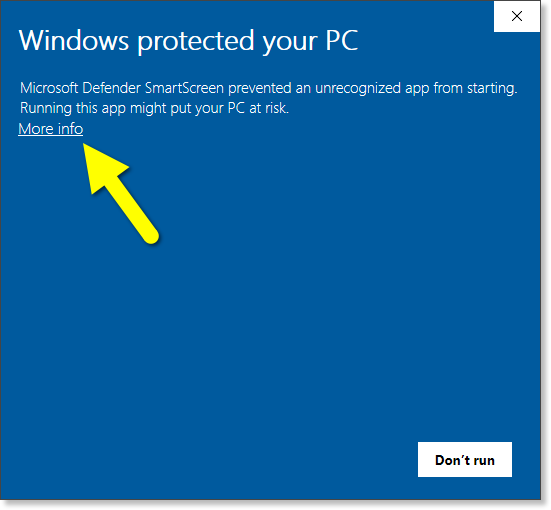 Windows protected your PC
Microsoft Defender SmartScreen prevented an unrecognized app from starting.
Running this app might put your PC at risk.
More info
Don't run